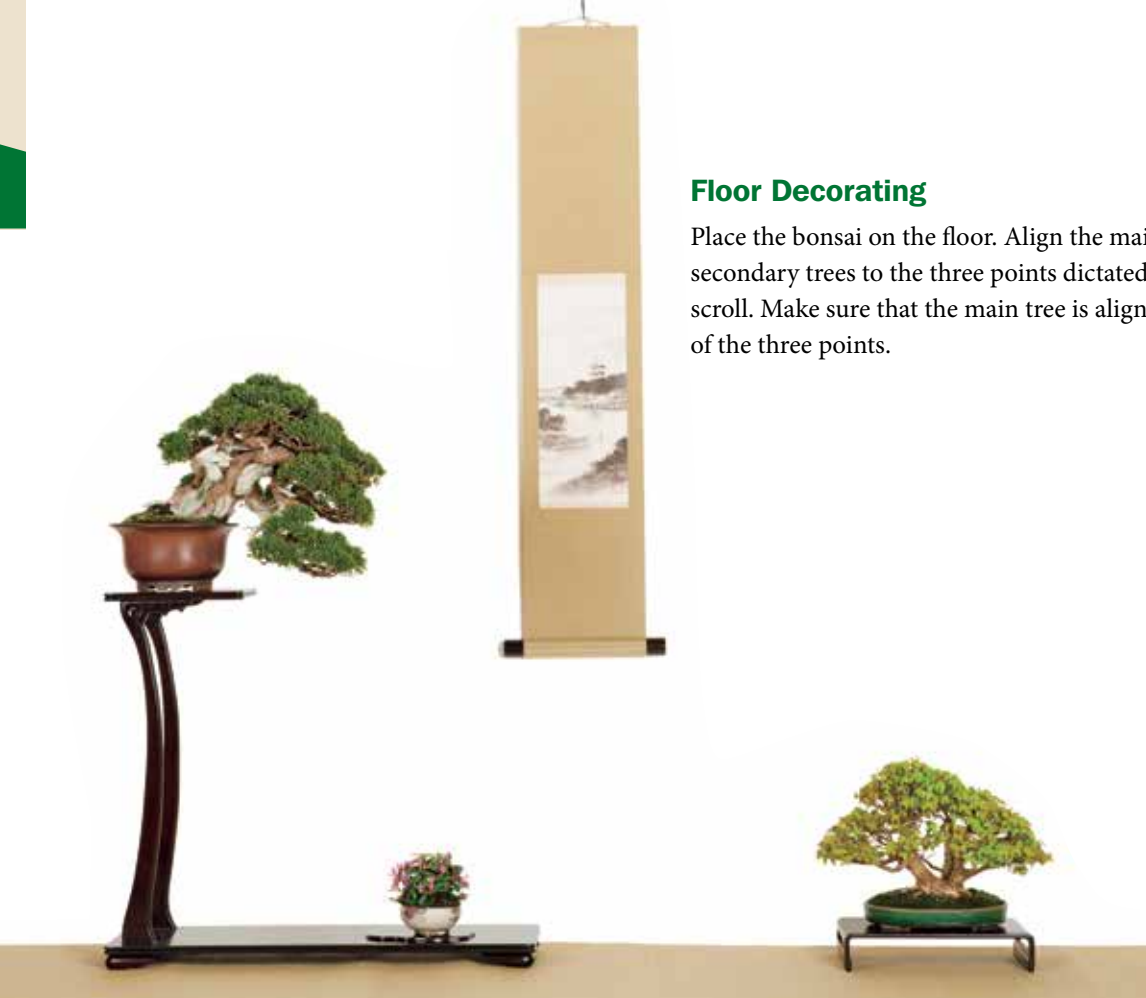 Floor Decorating
Place the bonsai on the floor. Align the mai
secondary trees to the three points dictated
scroll. Make sure that the main tree is align
of the three points.